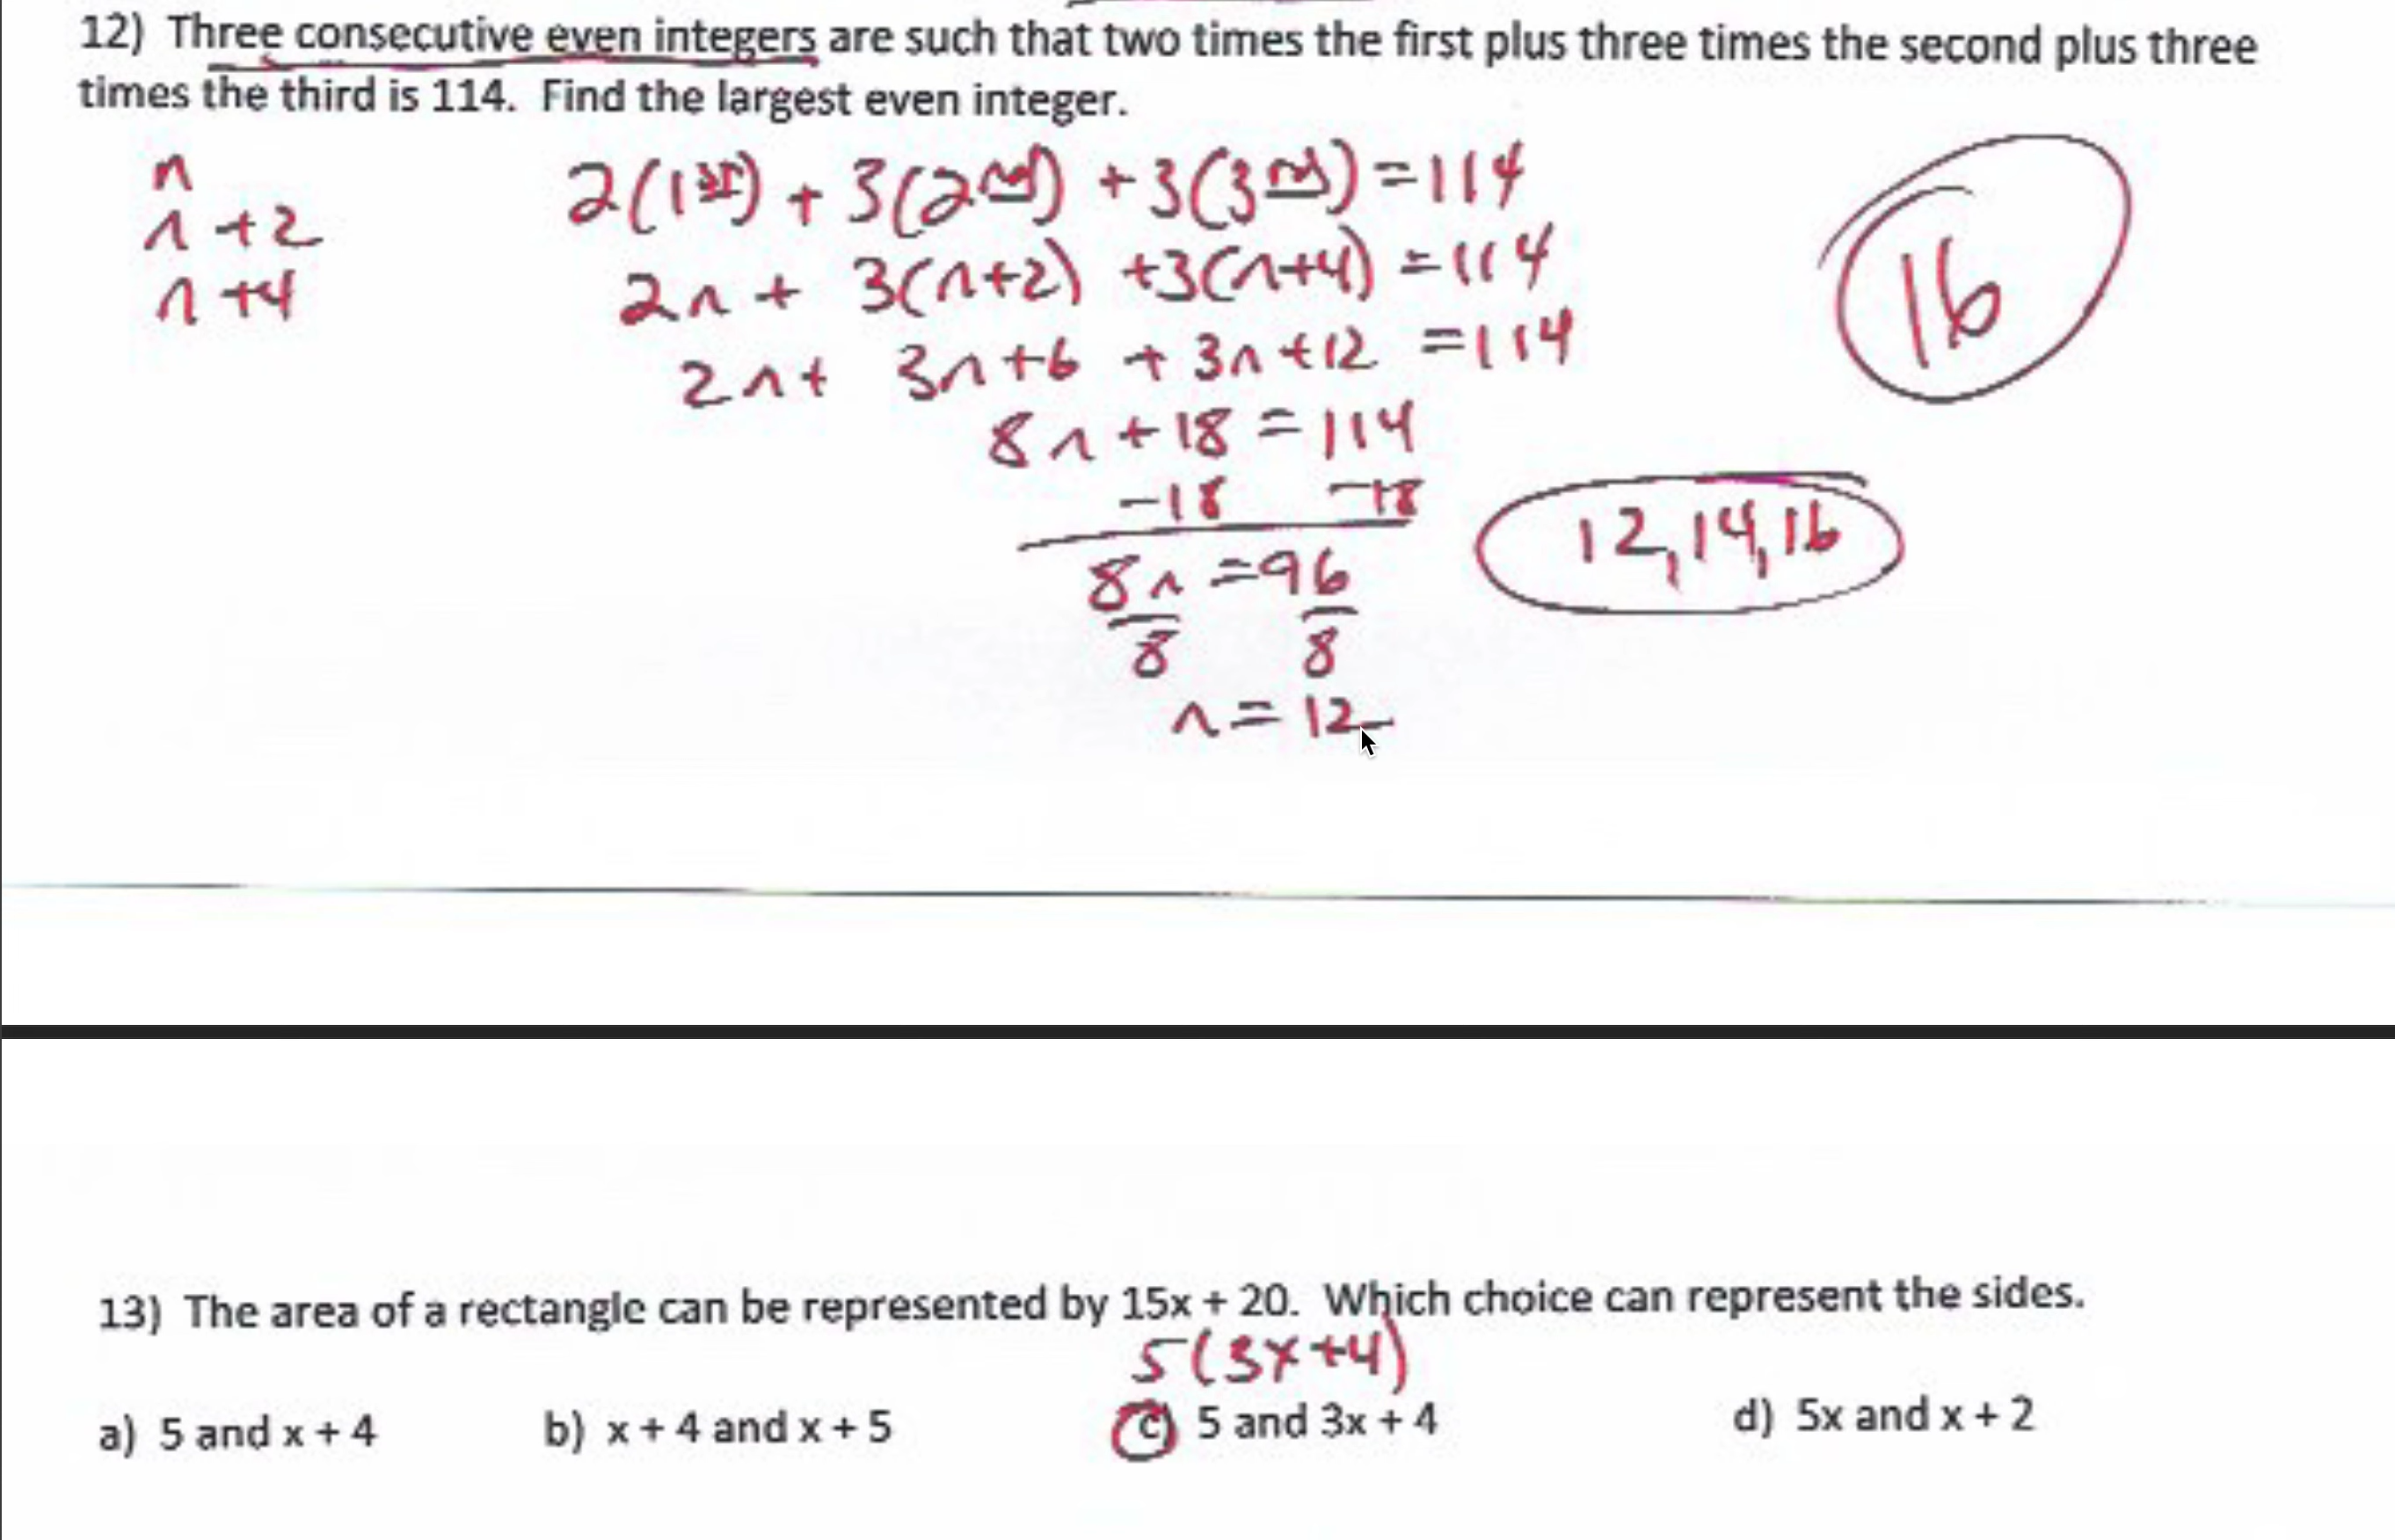 12) Three consecutive even integers are such that two times the first plus three times the second plus three
times the third is 114. Find the largest even integer.
n
n+2
n+4
2(1st) + 3(2nd) + 3(3rd) = 114
2n + 3(n+2) + 3(n+4) = 114
2n + 3n+6 + 3n+12 = 114
8n + 18 = 114
-18 -18
8n = 96
8 8
n = 12
16
12, 14, 16
13) The area of a rectangle can be represented by 15x + 20. Which choice can represent the sides.
5(3x+4)
a) 5 and x + 4 b) x + 4 and x + 5 c) 5 and 3x + 4 d) 5x and x + 2